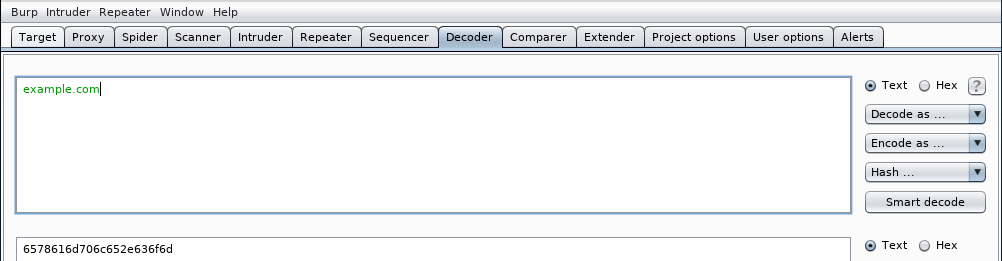 Burp Intruder Repeater Window Help
Target Proxy Spider Scanner Intruder Repeater Sequencer Decoder Comparer Extender Project options User options Alerts
example.com
Text Hex ?
Decode as ...
Encode as ...
Hash ...
Smart decode
6578616d706c652e636f6d
Text Hex